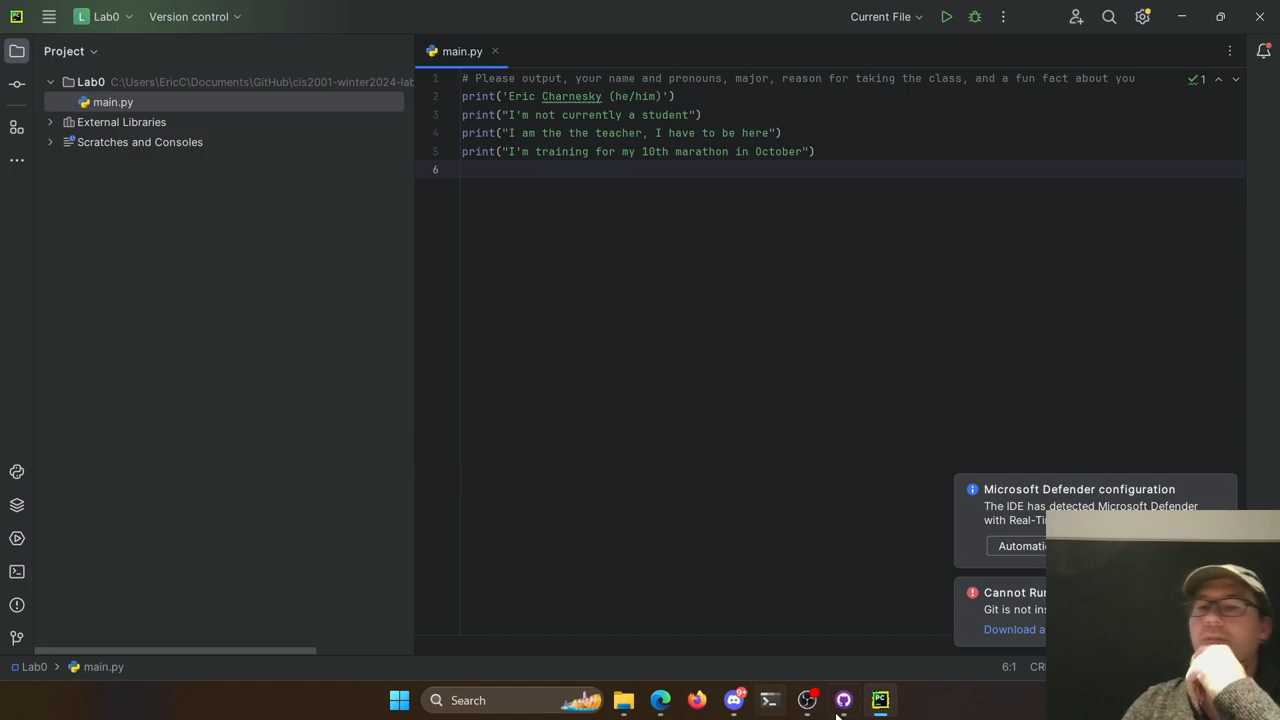 L Lab0 Version control Current File
Project main.py
Lab0 C:\Users\EricC\Documents\GitHub\cis2001-winter2024-lab
main.py
External Libraries
Scratches and Consoles
1 # Please output, your name and pronouns, major, reason for taking the class, and a fun fact about you 1
2 print('Eric Charnesky (he/him)')
3 print("I'm not currently a student")
4 print("I am the the teacher, I have to be here")
5 print("I'm training for my 10th marathon in October")
6
Microsoft Defender configuration
The IDE has detected Microsoft Defender
with Real-Ti
Automati
Cannot Run
Git is not ins
Download a
Lab0 main.py 6:1 CR
Search 9+ PC